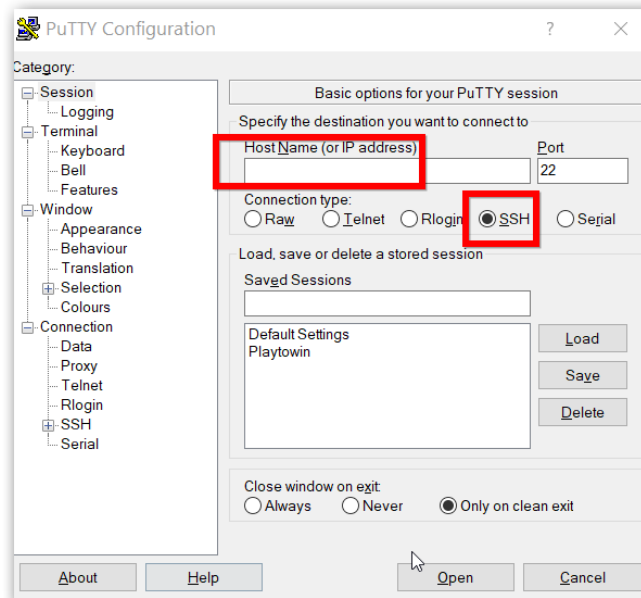 PuTTY Configuration
?
Category:
Session
Logging
Terminal
Keyboard
Bell
Features
Window
Appearance
Behaviour
Translation
Selection
Colours
Connection
Data
Proxy
Telnet
Rlogin
SSH
Serial
Basic options for your PuTTY session
Specify the destination you want to connect to
Host Name (or IP address)
Port
22
Connection type:
Raw Telnet Rlogin SSH Serial
Load, save or delete a stored session
Saved Sessions
Default Settings
Playtowin
Load
Save
Delete
Close window on exit:
Always Never Only on clean exit
About Help Open Cancel